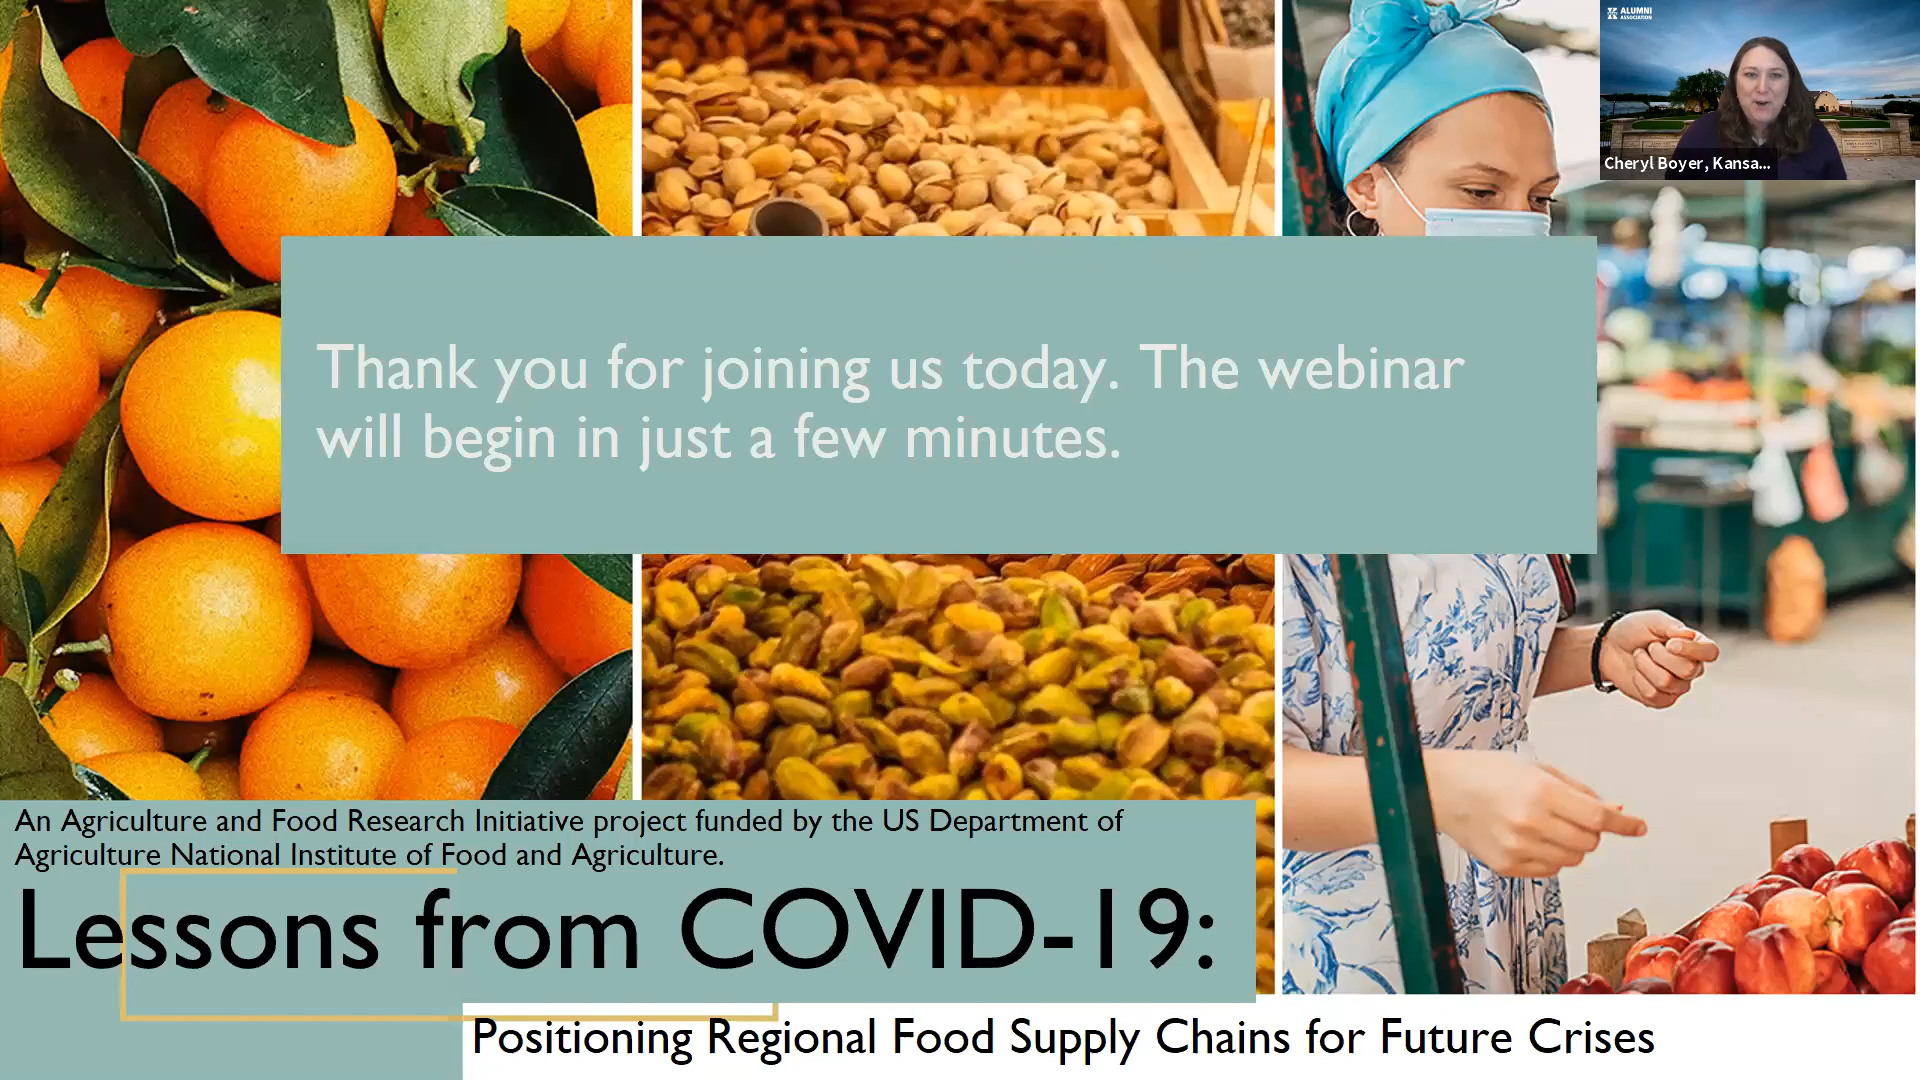 ALUMNI
ASSOCIATION
Cheryl Boyer, Kansa...
Thank you for joining us today. The webinar
will begin in just a few minutes.
An Agriculture and Food Research Initiative project funded by the US Department of
Agriculture National Institute of Food and Agriculture.
Lessons from COVID-19:
Positioning Regional Food Supply Chains for Future Crises